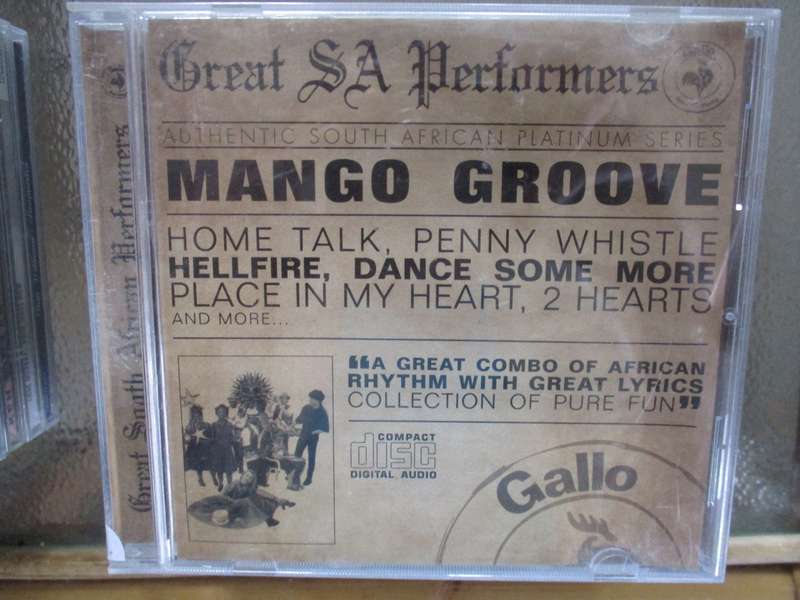 Great SA Performers
AUTHENTIC SOUTH AFRICAN PLATINUM SERIES
MANGO GROOVE
HOME TALK, PENNY WHISTLE
HELLFIRE, DANCE SOME MORE
PLACE IN MY HEART, 2 HEARTS
AND MORE...
❝A GREAT COMBO OF AFRICAN
RHYTHM WITH GREAT LYRICS
COLLECTION OF PURE FUN❞
COMPACT
disc
DIGITAL AUDIO
Gallo
Great South African Performers